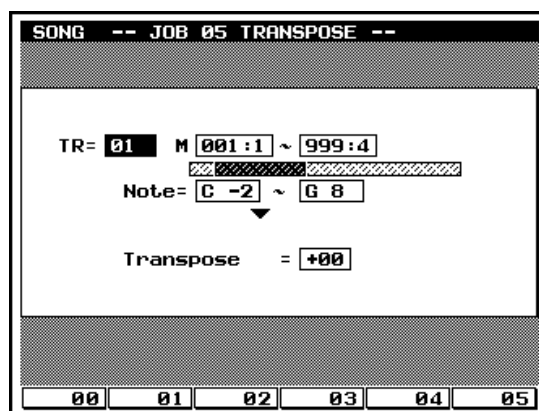 SONG -- JOB 05 TRANSPOSE --
TR= 01 M 001:1 ~ 999:4
Note= C -2 ~ G 8
Transpose = +00
00 01 02 03 04 05